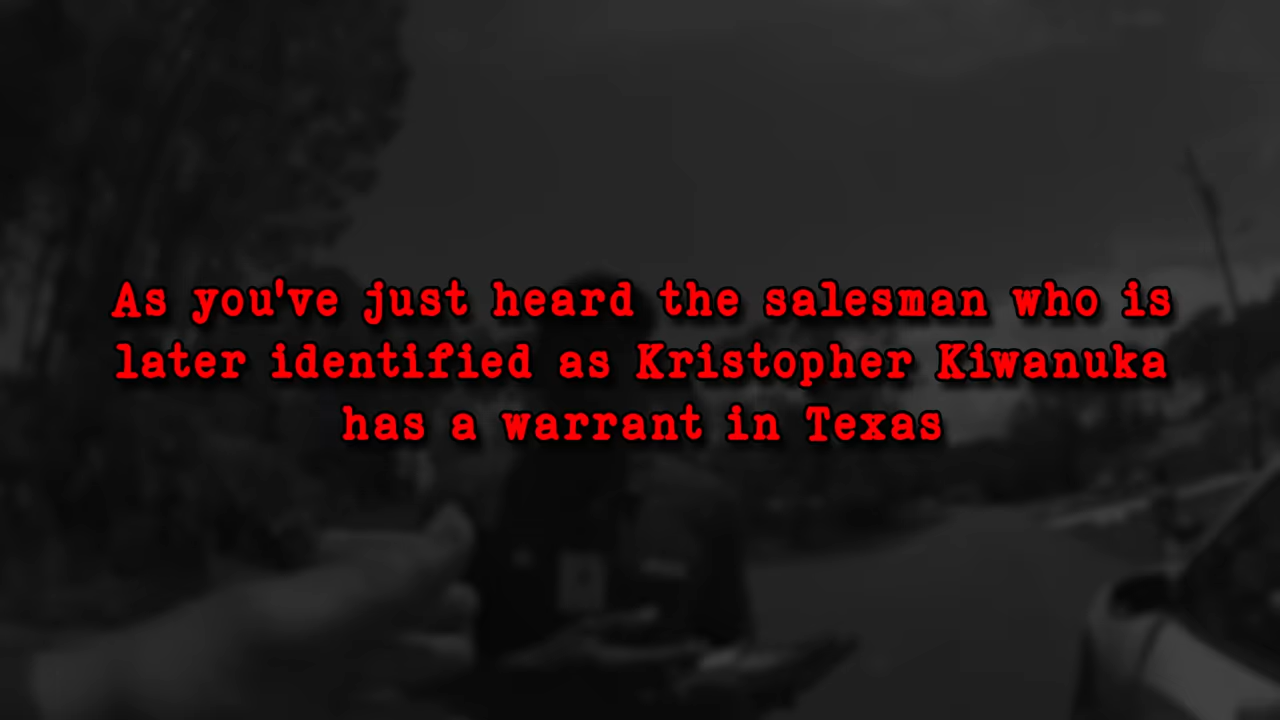 As you've just heard the salesman who is
later identified as Kristopher Kiwanuka
has a warrant in Texas